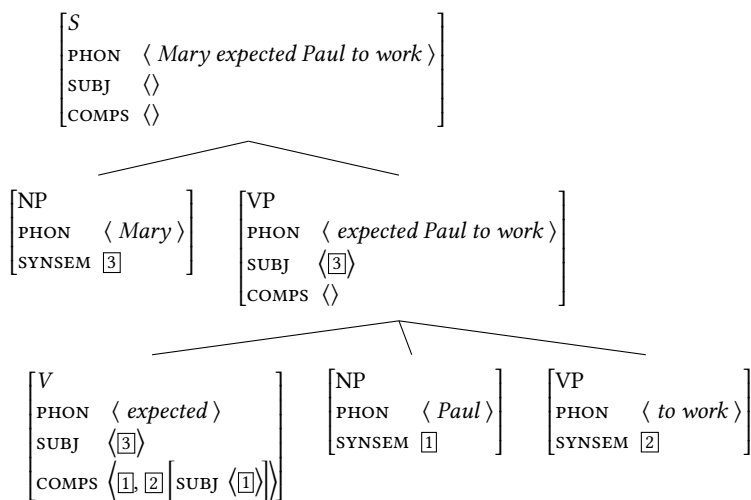 S
PHON ⟨ Mary expected Paul to work ⟩
SUBJ ⟨⟩
COMPS ⟨⟩
NP
PHON ⟨ Mary ⟩
SYNSEM 3
VP
PHON ⟨ expected Paul to work ⟩
SUBJ ⟨3⟩
COMPS ⟨⟩
V
PHON ⟨ expected ⟩
SUBJ ⟨3⟩
COMPS ⟨1, 2 [SUBJ ⟨1⟩]⟩
NP
PHON ⟨ Paul ⟩
SYNSEM 1
VP
PHON ⟨ to work ⟩
SYNSEM 2